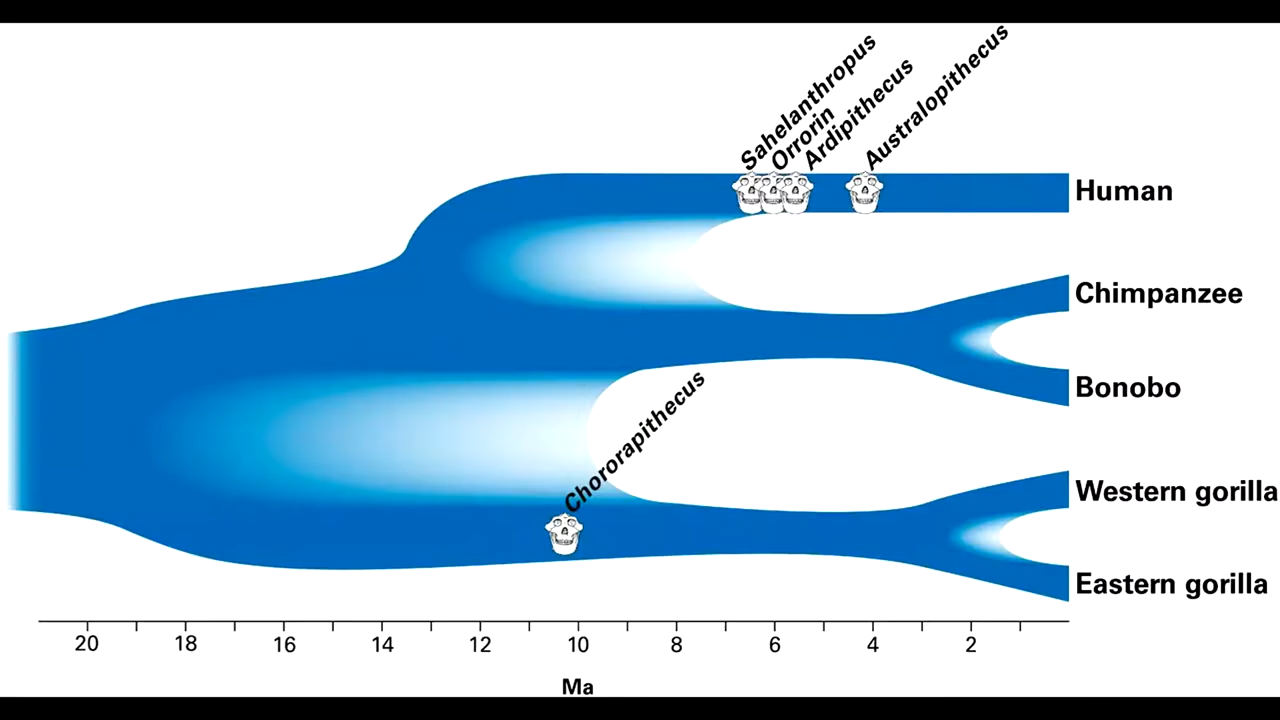 Sahelanthropus
Orrorin
Ardipithecus
Australopithecus
Human
Chimpanzee
Chororapithecus
Bonobo
Western gorilla
Eastern gorilla
20 18 16 14 12 10 8 6 4 2
Ma